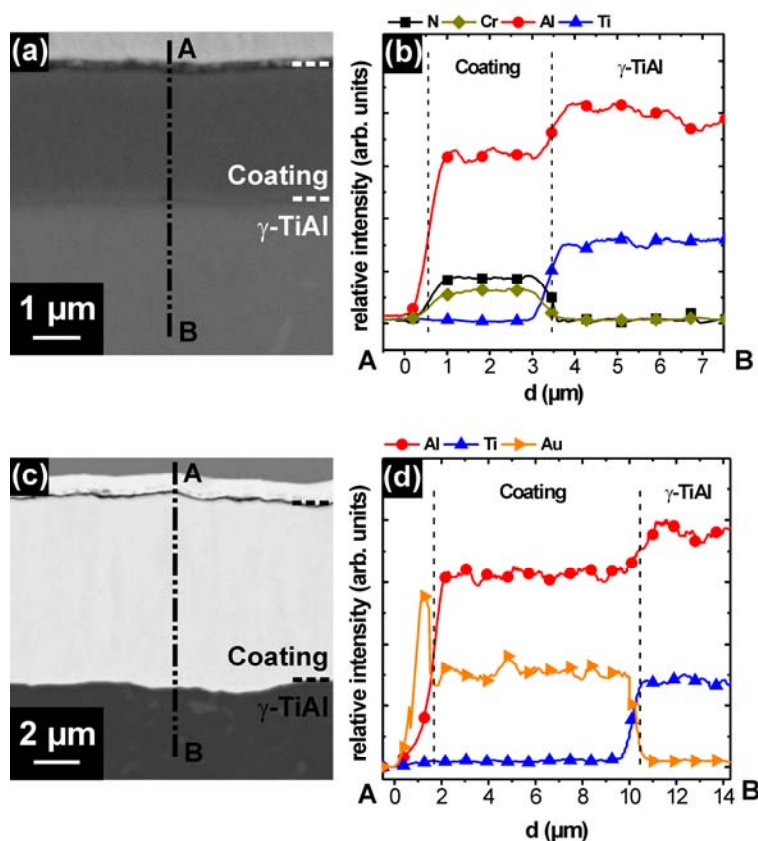 (a)
A
Coating
γ-TiAl
1 μm
B
N Cr Al Ti
(b)
Coating γ-TiAl
relative intensity (arb. units)
0 1 2 3 4 5 6 7
A B
d (μm)
(c)
A
Coating
γ-TiAl
2 μm
B
Al Ti Au
(d)
Coating γ-TiAl
relative intensity (arb. units)
0 2 4 6 8 10 12 14
A B
d (μm)